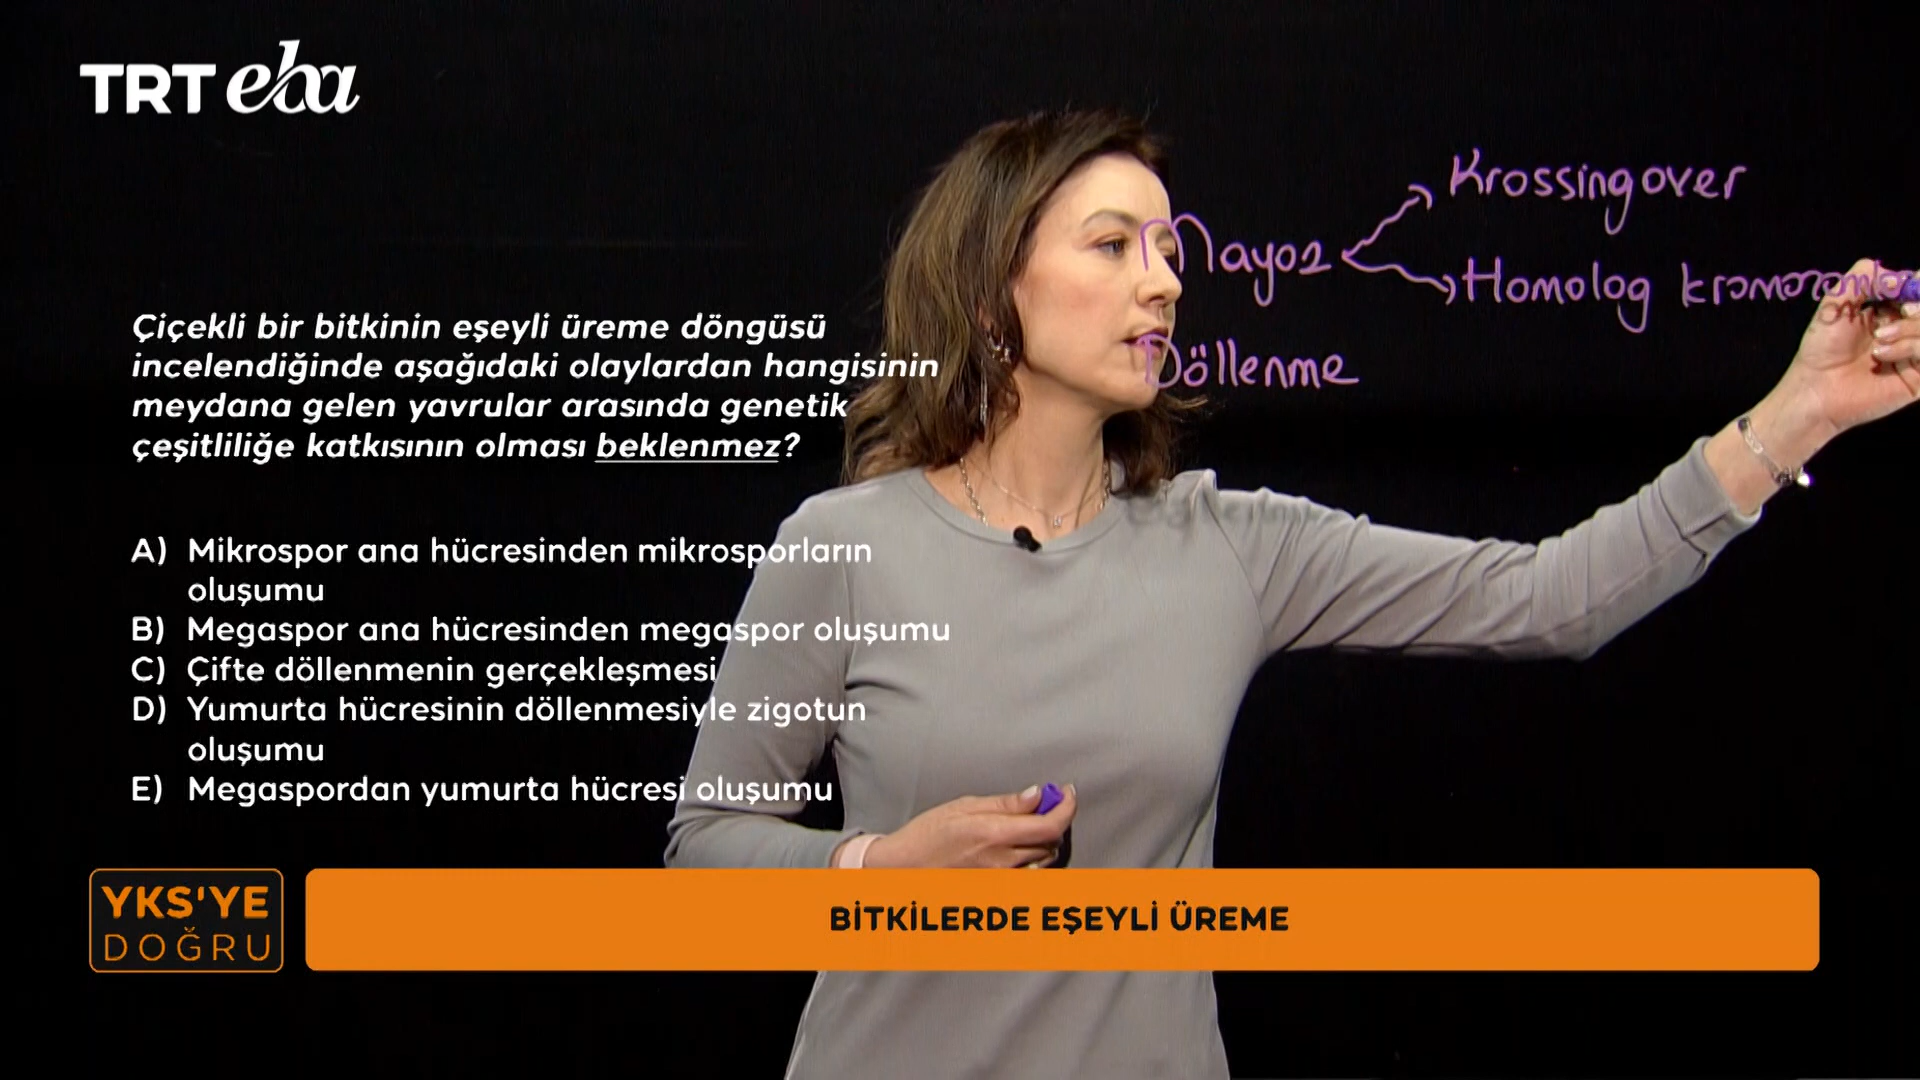 TRT eba
Krossingover
Mayoz
Homolog
Döllenme
Çiçekli bir bitkinin eşeyli üreme döngüsü
incelendiğinde aşağıdaki olaylardan hangisinin
meydana gelen yavrular arasında genetik
çeşitliliğe katkısının olması beklenmez?
A) Mikrospor ana hücresinden mikrosporların
oluşumu
B) Megaspor ana hücresinden megaspor oluşumu
C) Çifte döllenmenin gerçekleşmesi
D) Yumurta hücresinin döllenmesiyle zigotun
oluşumu
E) Megaspordan yumurta hücresi oluşumu
YKS'YE
DOĞRU
BİTKİLERDE EŞEYLİ ÜREME